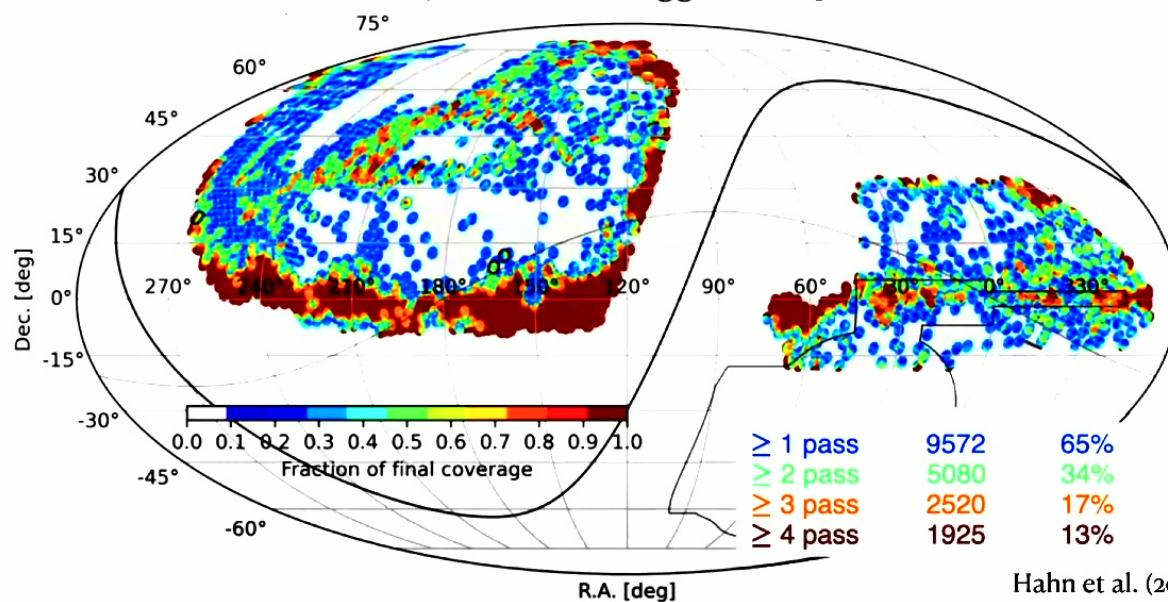 75°
60°
45°
30°
15°
0°
-15°
-30°
-45°
-60°
Dec. [deg]
270° 240° 210° 180° 150° 120° 90° 60° 30° 0° 330°
0.0 0.1 0.2 0.3 0.4 0.5 0.6 0.7 0.8 0.9 1.0
Fraction of final coverage
≥ 1 pass 9572 65%
≥ 2 pass 5080 34%
≥ 3 pass 2520 17%
≥ 4 pass 1925 13%
R.A. [deg]
Hahn et al.